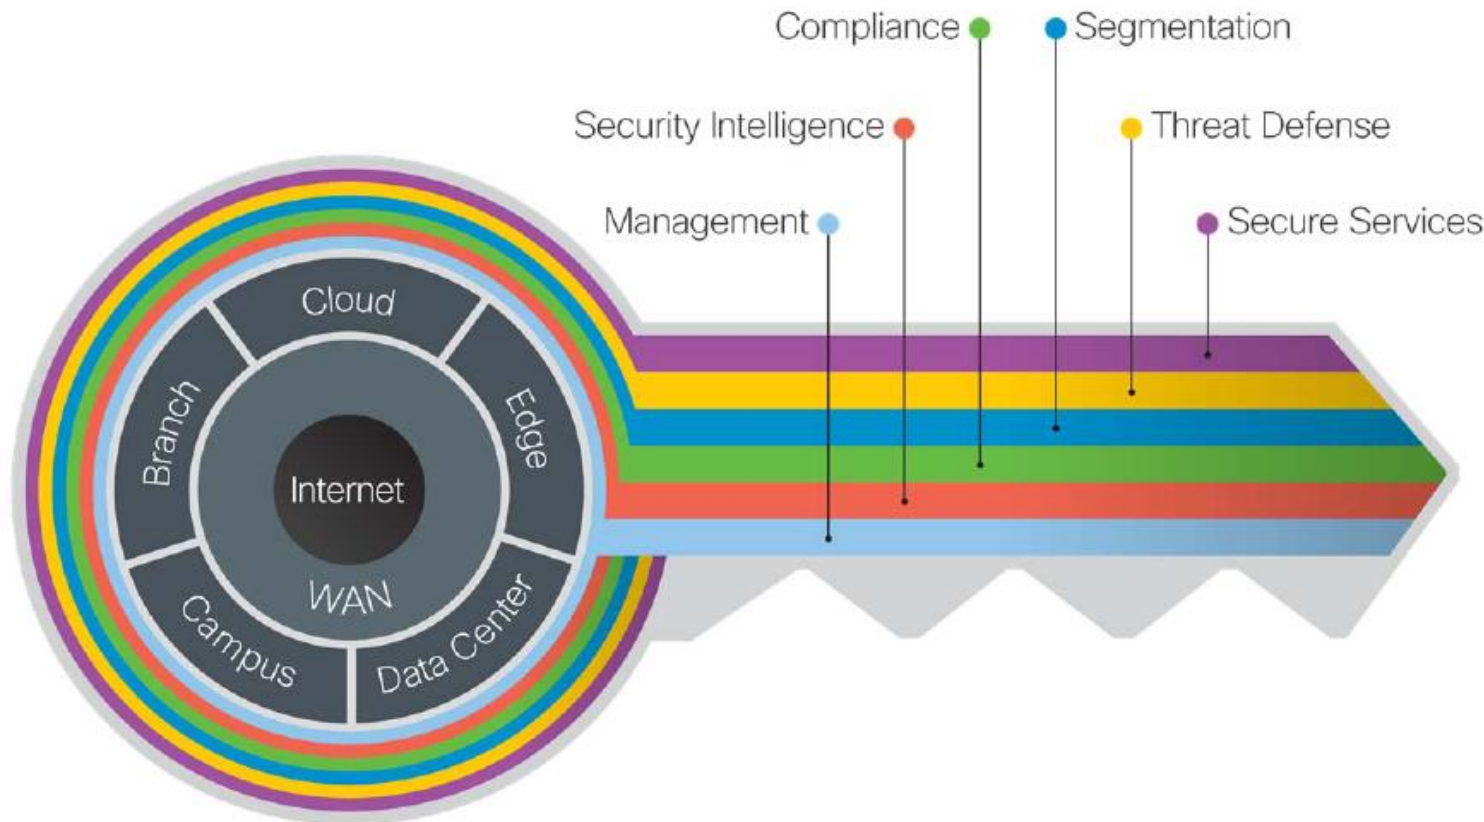 Compliance
Segmentation
Security Intelligence
Threat Defense
Management
Secure Services
Cloud
Branch
Edge
Internet
WAN
Campus
Data Center